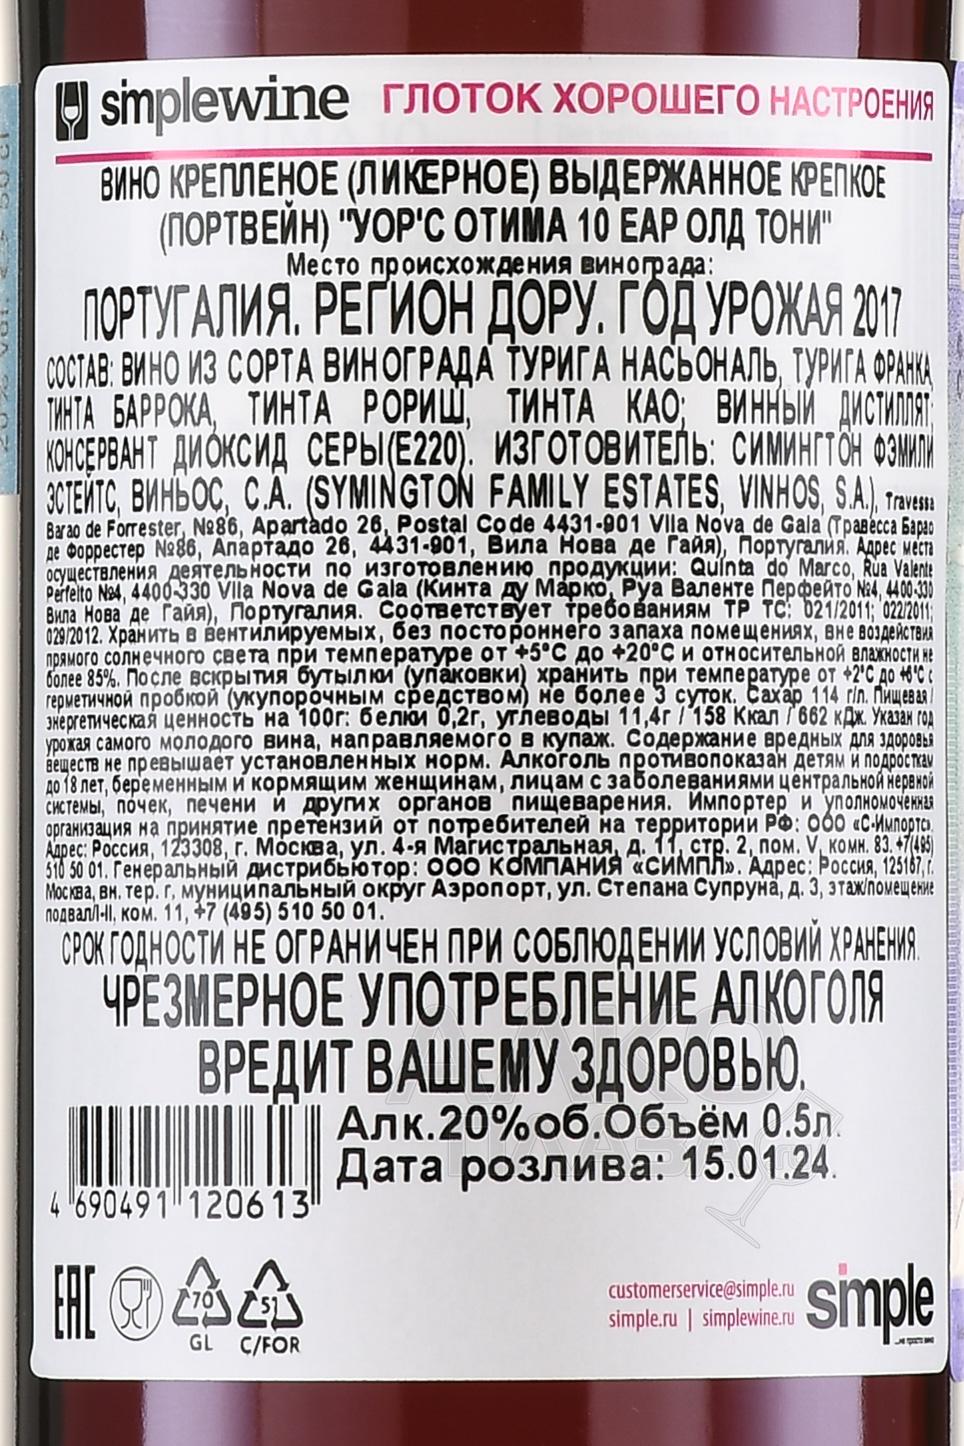 simplewine ГЛОТОК ХОРОШЕГО НАСТРОЕНИЯ
ВИНО КРЕПЛЕНОЕ (ЛИКЕРНОЕ) ВЫДЕРЖАННОЕ КРЕПКОЕ
(ПОРТВЕЙН) "УОР'С ОТИМА 10 ЕАР ОЛД ТОНИ"
Место происхождения винограда:
ПОРТУГАЛИЯ. РЕГИОН ДОРУ. ГОД УРОЖАЯ 2017
СОСТАВ: ВИНО ИЗ СОРТА ВИНОГРАДА ТУРИГА НАСЬОНАЛЬ, ТУРИГА ФРАНКА,
ТИНТА БАРРОКА, ТИНТА РОРИШ, ТИНТА КАО; ВИННЫЙ ДИСТИЛЛЯТ;
КОНСЕРВАНТ ДИОКСИД СЕРЫ(Е220). ИЗГОТОВИТЕЛЬ: СИМИНГТОН ФЭМИЛИ
ЭСТЕЙТС, ВИНЬОС, С.А. (SYMINGTON FAMILY ESTATES, VINHOS, S.A.), Travessa
Barao de Forrester, №86, Apartado 26, Postal Code 4431-901 Vila Nova de Gaia (Травесса Барао
де Форрестер №86, Апартадо 26, 4431-901, Вила Нова де Гайя), Португалия. Адрес места
осуществления деятельности по изготовлению продукции: Quinta do Marco, Rua Valente
Perfeito №4, 4400-330 Vila Nova de Gaia (Кинта ду Марко, Руа Валенте Перфейто №4, 4400-330
Вила Нова де Гайя), Португалия. Соответствует требованиям ТР ТС: 021/2011; 022/2011;
029/2012. Хранить в вентилируемых, без постороннего запаха помещениях, вне воздействия
прямого солнечного света при температуре от +5°С до +20°С и относительной влажности не
более 85%. После вскрытия бутылки (упаковки) хранить при температуре от +2°С до +6°С с
герметичной пробкой (укупорочным средством) не более 3 суток. Сахар 114 г/л. Пищевая /
энергетическая ценность на 100г: белки 0,2г, углеводы 11,4г / 158 Ккал / 662 кДж. Указан год
урожая самого молодого вина, направляемого в купаж. Содержание вредных для здоровья
веществ не превышает установленных норм. Алкоголь противопоказан детям и подросткам
до 18 лет, беременным и кормящим женщинам, лицам с заболеваниями центральной нервной
системы, почек, печени и других органов пищеварения. Импортер и уполномоченная
организация на принятие претензий от потребителей на территории РФ: ООО «С-Импортс».
Адрес: Россия, 123308, г. Москва, ул. 4-я Магистральная, д. 11, стр. 2, пом. V, комн. 83. +7(495)
510 50 01. Генеральный дистрибьютор: ООО КОМПАНИЯ «СИМПЛ». Адрес: Россия, 125167, г.
Москва, вн. тер. г, муниципальный округ Аэропорт, ул. Степана Супруна, д. 3, этаж/помещение
подвал/I-II, ком. 11, +7 (495) 510 50 01.
СРОК ГОДНОСТИ НЕ ОГРАНИЧЕН ПРИ СОБЛЮДЕНИИ УСЛОВИЙ ХРАНЕНИЯ.
ЧРЕЗМЕРНОЕ УПОТРЕБЛЕНИЕ АЛКОГОЛЯ
ВРЕДИТ ВАШЕМУ ЗДОРОВЬЮ.
Алк.20%об.Объём 0.5л.
Дата розлива: 15.01.24.
4 690491 120613
EAC 70 51
GL C/FOR
customerservice@simple.ru
simple.ru | simplewine.ru
simple
...не просто вино